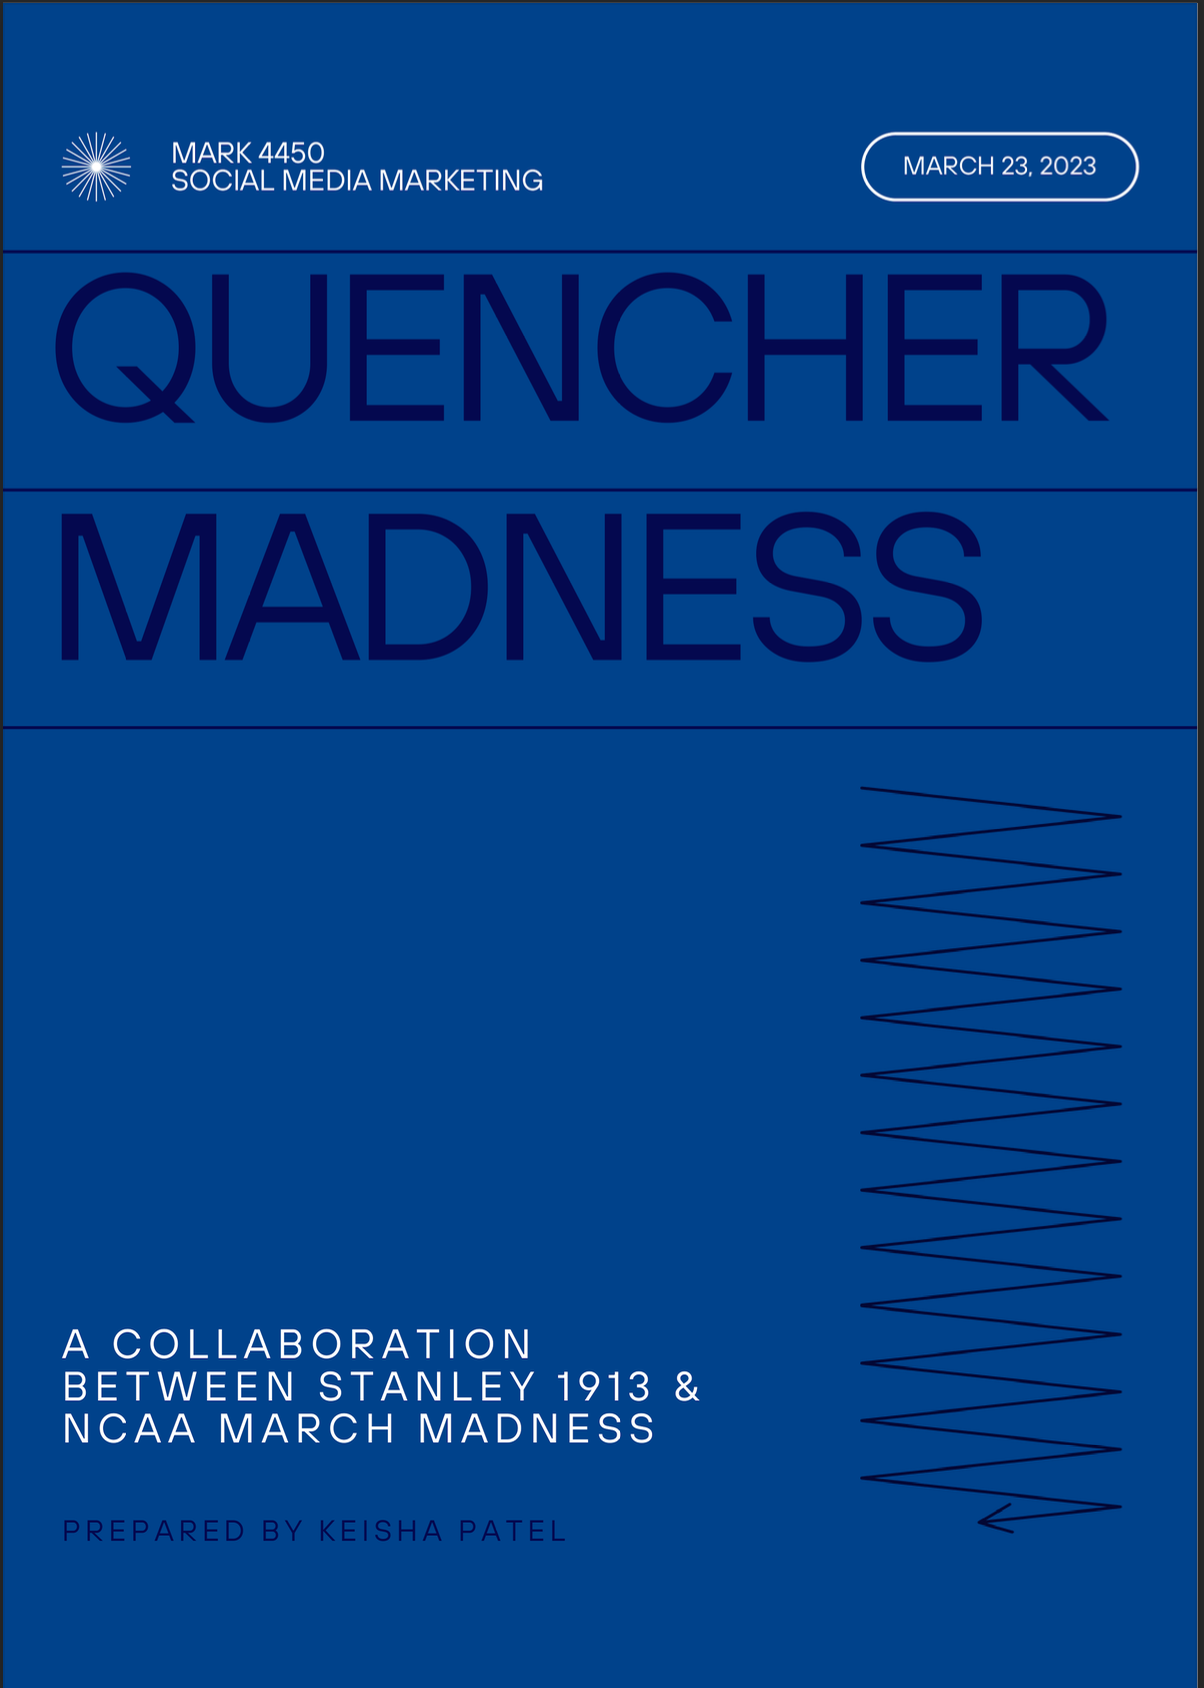 MARK 4450
SOCIAL MEDIA MARKETING
MARCH 23, 2023
QUENCHER
MADNESS
A COLLABORATION
BETWEEN STANLEY 1913 &
NCAA MARCH MADNESS
PREPARED BY KEISHA PATEL